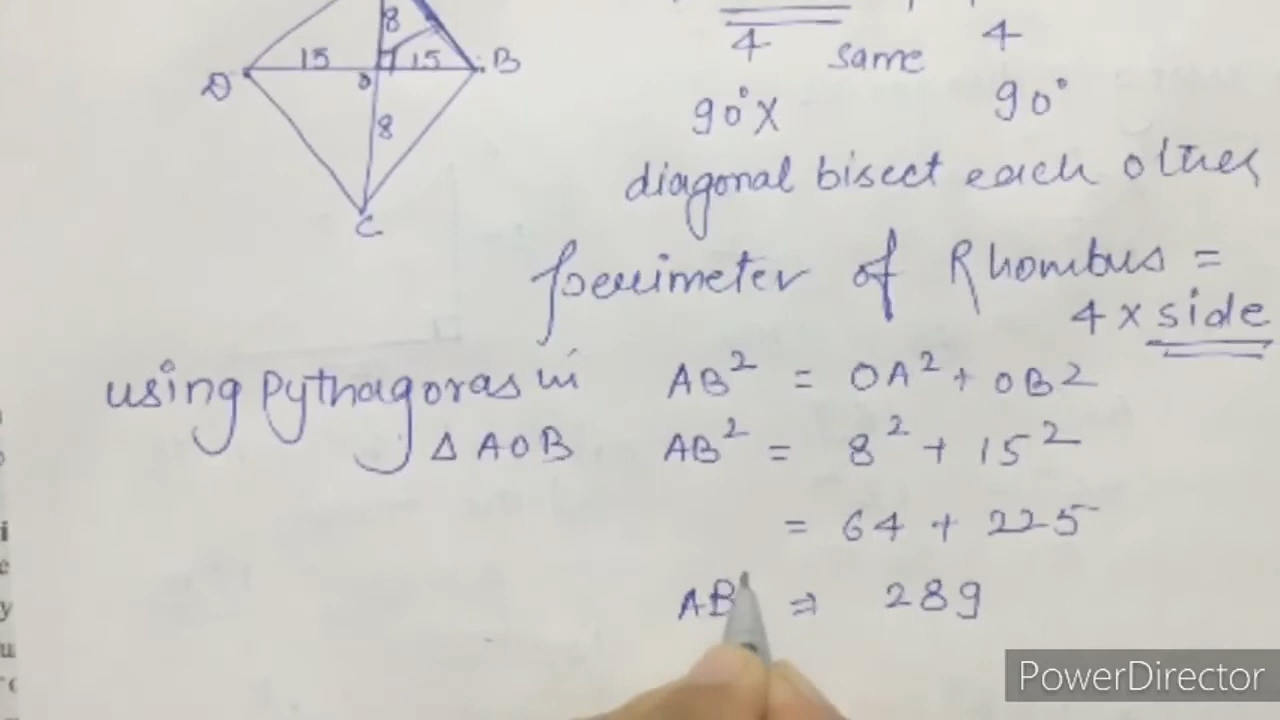 8
15
15
B
D
O
8
C
4 same 4
90°X 90°
diagonal bisect each other
perimeter of Rhombus =
4 x side
using pythagoras in AB² = OA² + OB2
Δ AOB AB² = 8² + 15²
= 64 + 225
AB = 289
PowerDirector